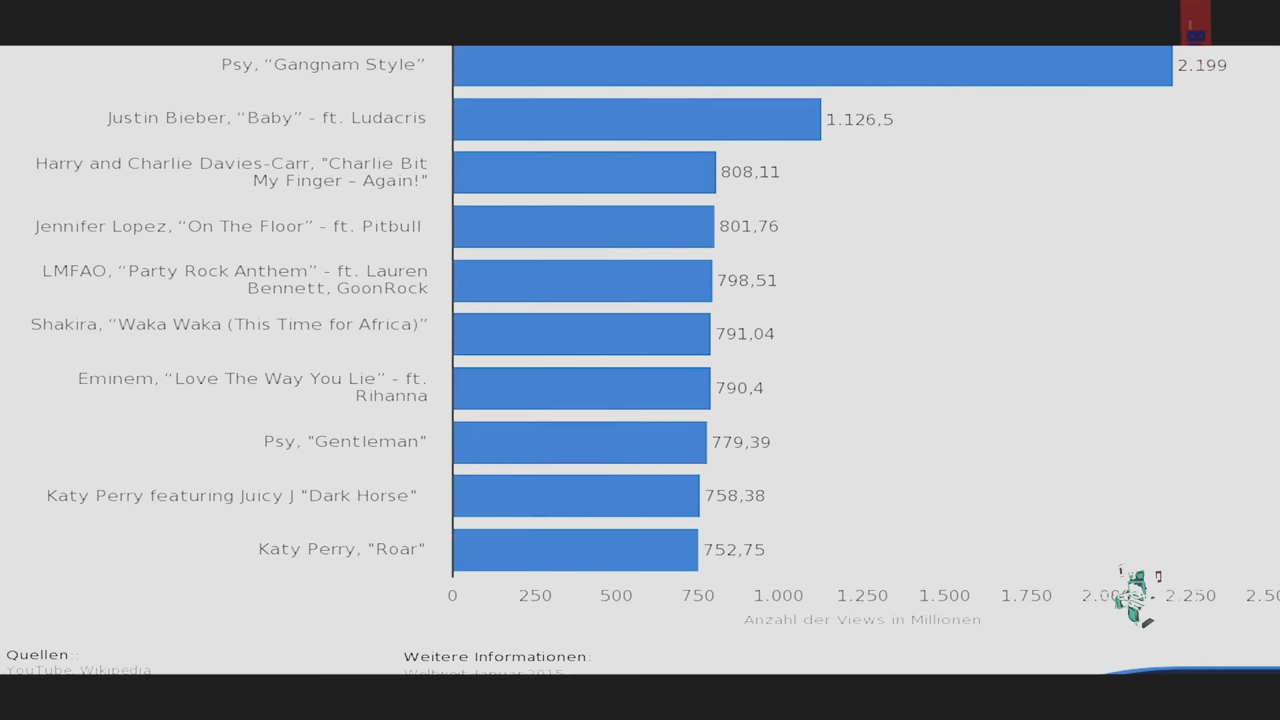 Psy, “Gangnam Style”
2.199
Justin Bieber, “Baby” - ft. Ludacris
1.126,5
Harry and Charlie Davies-Carr, "Charlie Bit
My Finger – Again!"
808,11
Jennifer Lopez, “On The Floor” - ft. Pitbull
801,76
LMFAO, “Party Rock Anthem” - ft. Lauren
Bennett, GoonRock
798,51
Shakira, “Waka Waka (This Time for Africa)”
791,04
Eminem, “Love The Way You Lie” - ft.
Rihanna
790,4
Psy, "Gentleman"
779,39
Katy Perry featuring Juicy J "Dark Horse"
758,38
Katy Perry, "Roar"
752,75
0 250 500 750 1.000 1.250 1.500 1.750 2.250
Anzahl der Views in Millionen
Quellen:
YouTube, Wikipedia
Weitere Informationen:
Weltweit Januar 2015